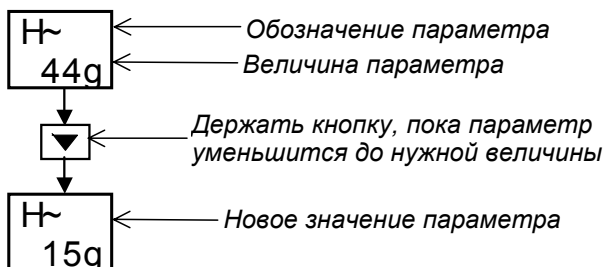 H~
Обозначение параметра
44g
Величина параметра
Держать кнопку, пока параметр
уменьшится до нужной величины
H~
Новое значение параметра
15g